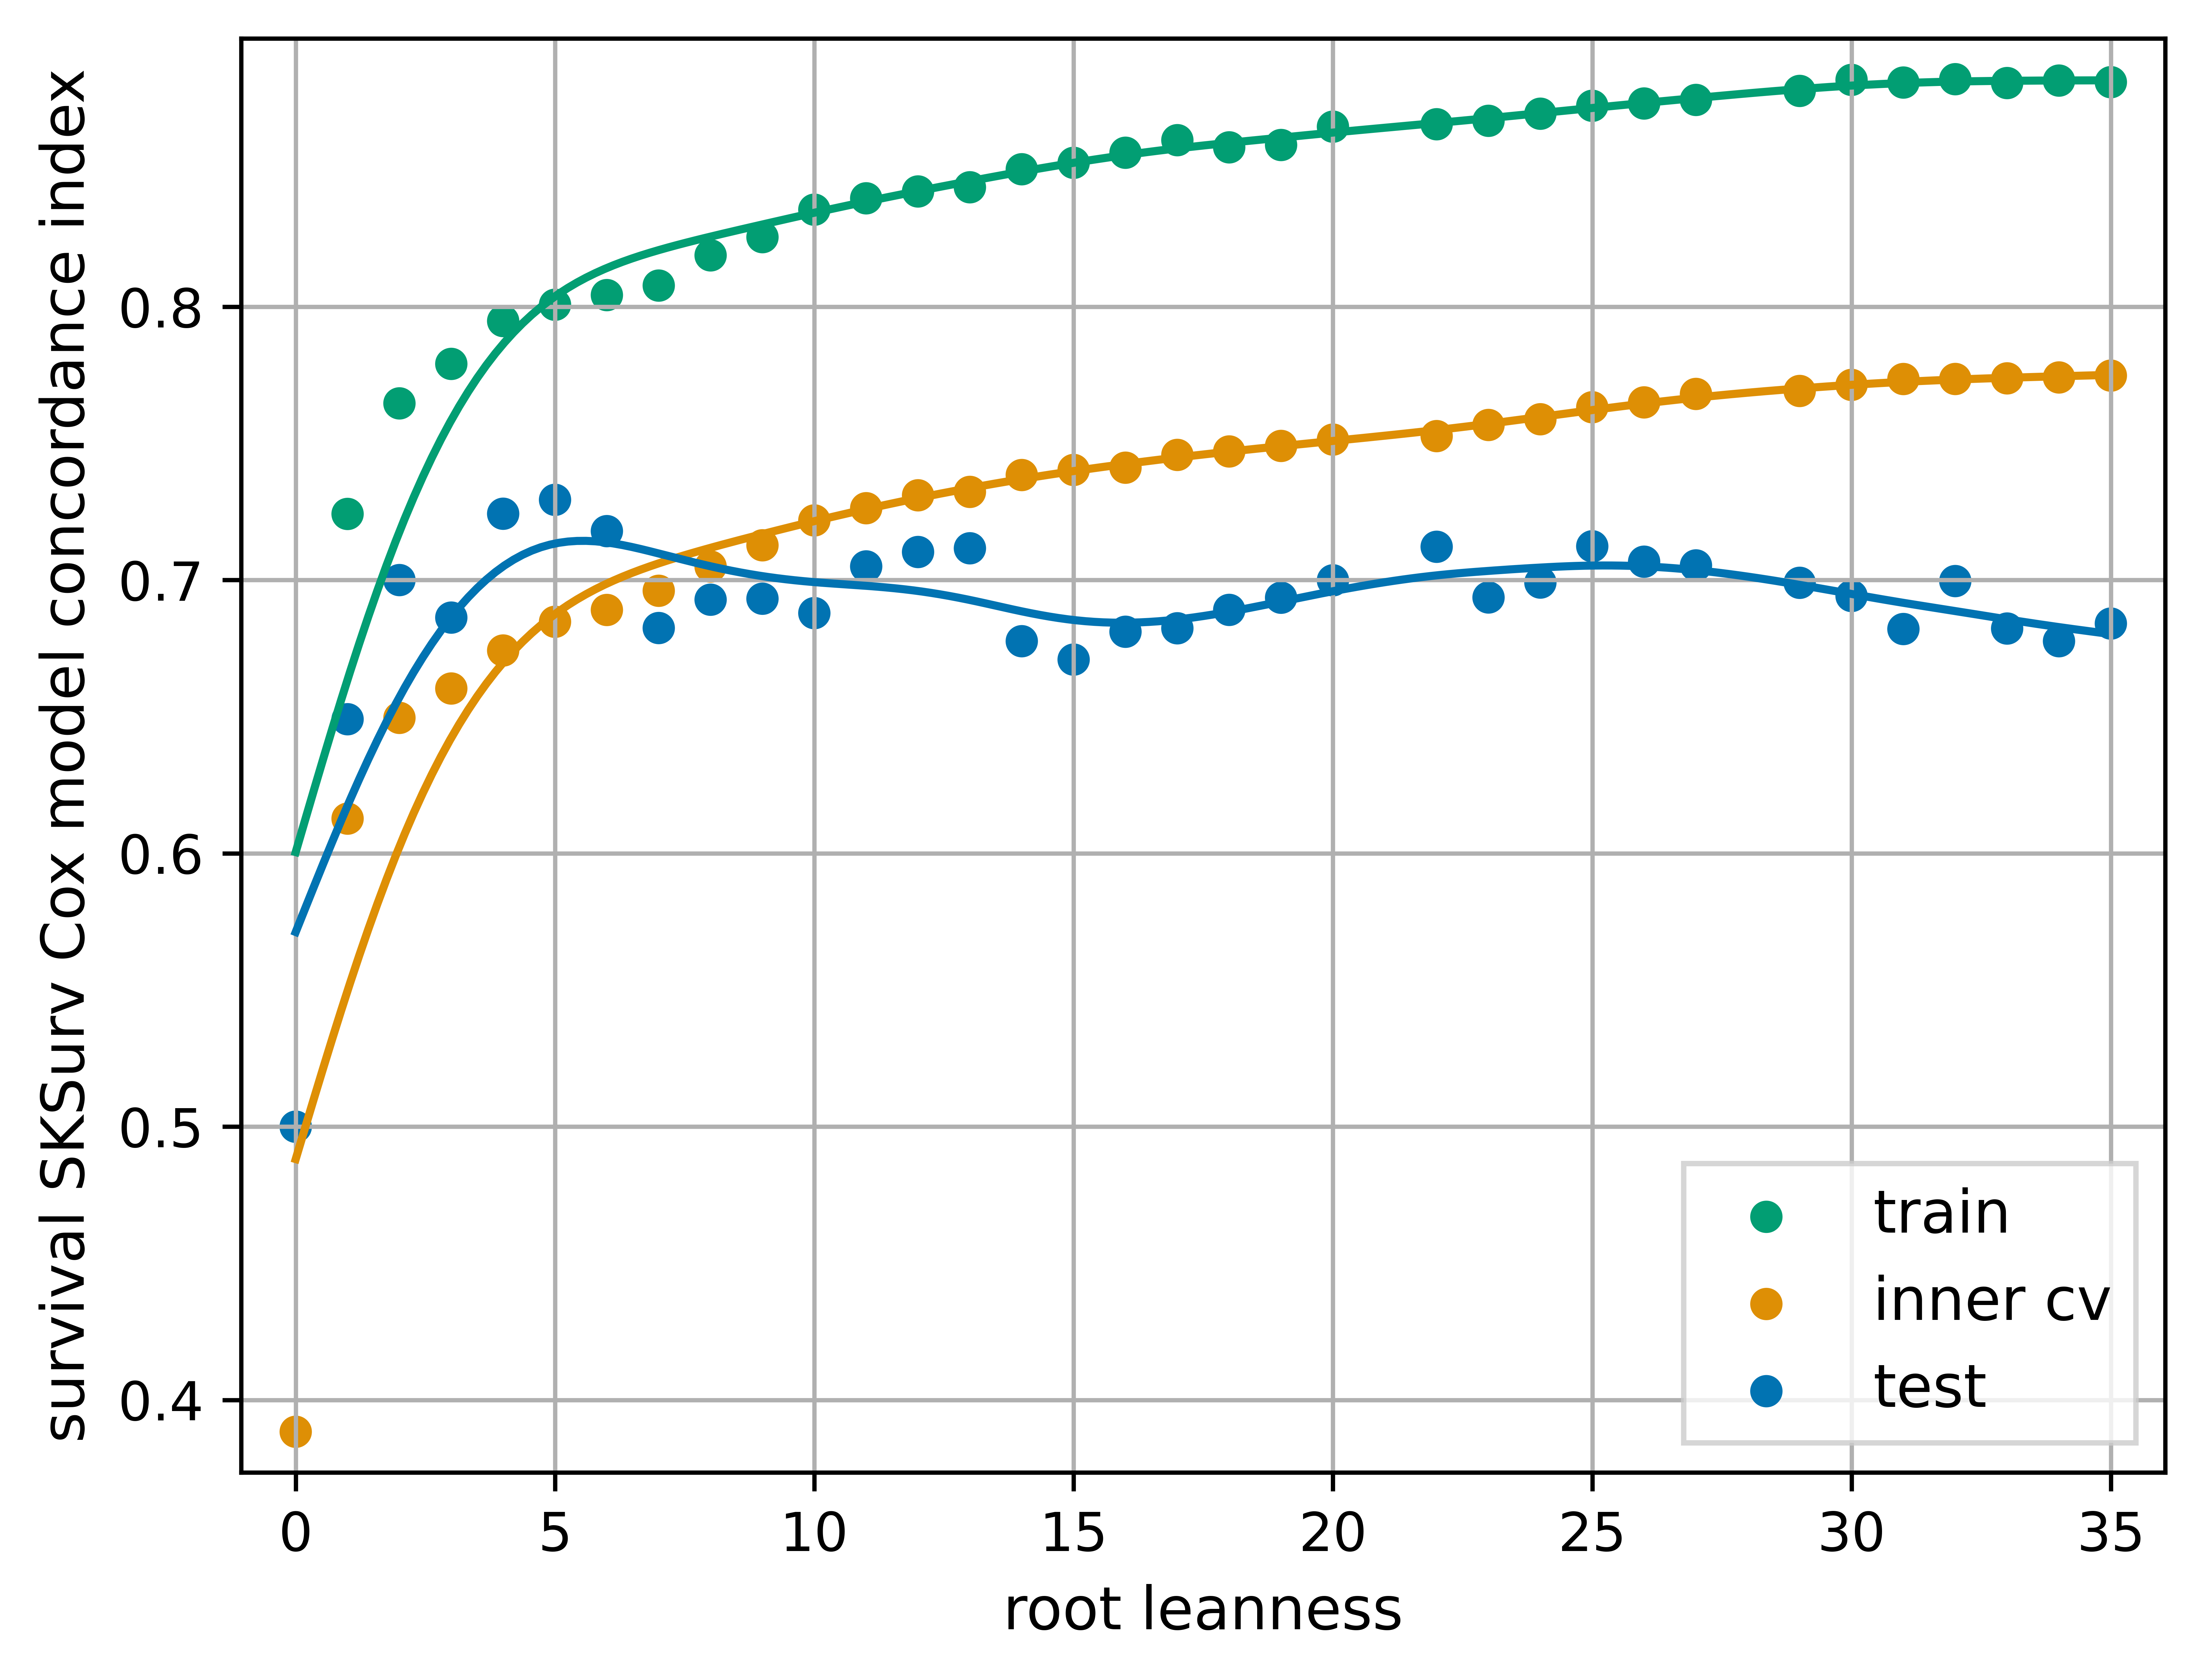 survival SKSurv Cox model concordance index
0.8
0.7
0.6
0.5
0.4
0 5 10 15 20 25 30 35
root leanness
train
inner cv
test